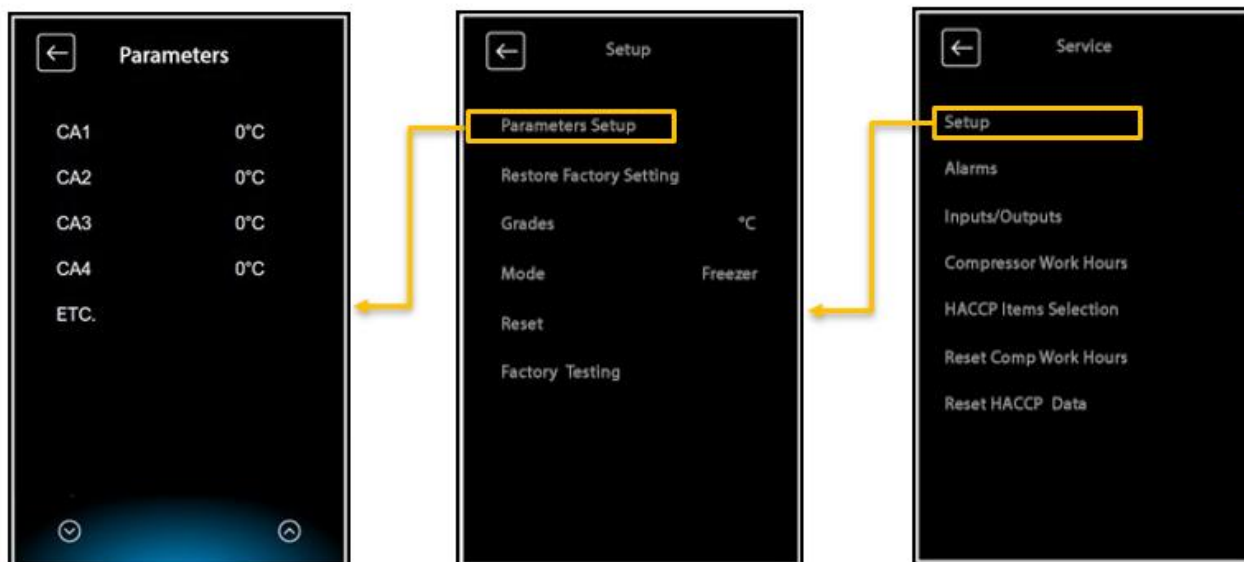 Parameters
CA1 0°C
CA2 0°C
CA3 0°C
CA4 0°C
ETC.
Setup
Parameters Setup
Restore Factory Setting
Grades °C
Mode Freezer
Reset
Factory Testing
Service
Setup
Alarms
Inputs/Outputs
Compressor Work Hours
HACCP Items Selection
Reset Comp Work Hours
Reset HACCP Data